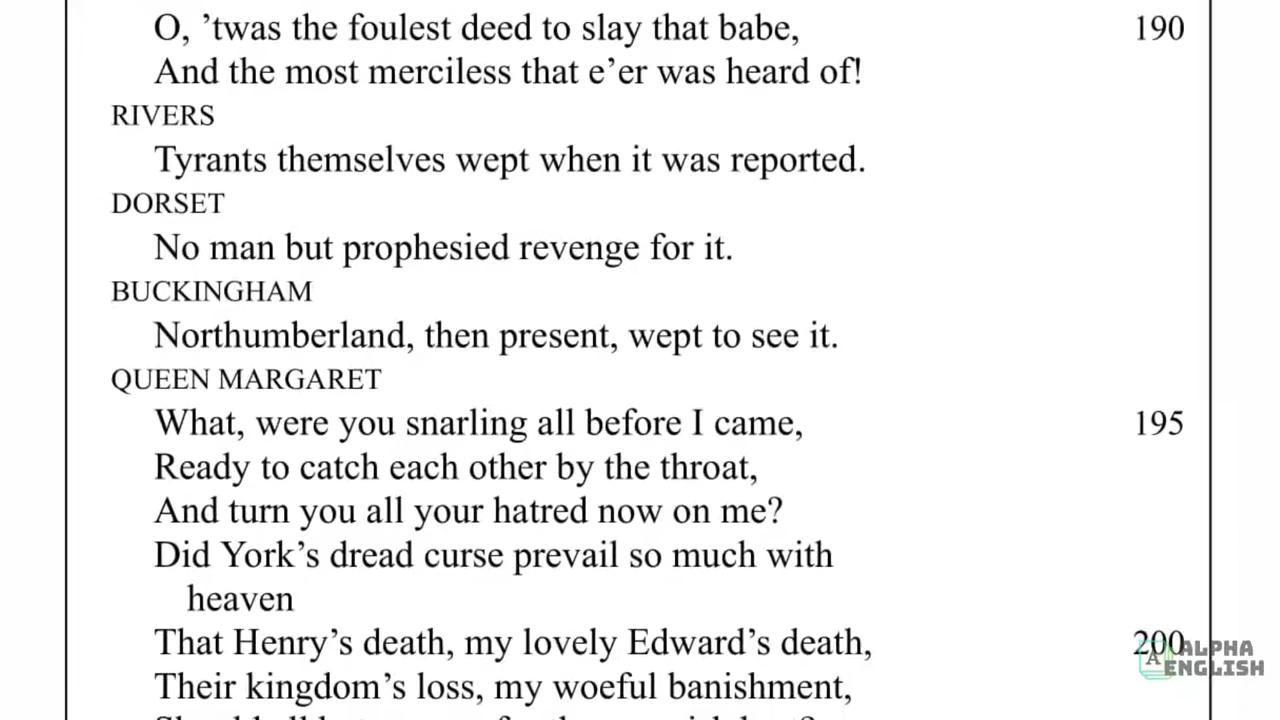 O, ’twas the foulest deed to slay that babe, 190
And the most merciless that e’er was heard of!
RIVERS
Tyrants themselves wept when it was reported.
DORSET
No man but prophesied revenge for it.
BUCKINGHAM
Northumberland, then present, wept to see it.
QUEEN MARGARET
What, were you snarling all before I came, 195
Ready to catch each other by the throat,
And turn you all your hatred now on me?
Did York’s dread curse prevail so much with
heaven
That Henry’s death, my lovely Edward’s death, 200
Their kingdom’s loss, my woeful banishment,
A ALPHA
ENGLISH